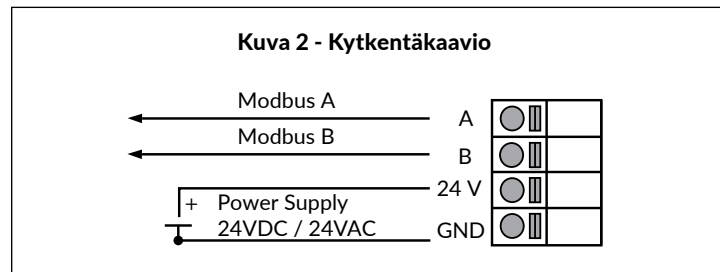 Kuva 2 - Kytkentäkaavio
Modbus A
A
Modbus B
B
24 V
+ Power Supply
24VDC / 24VAC
GND